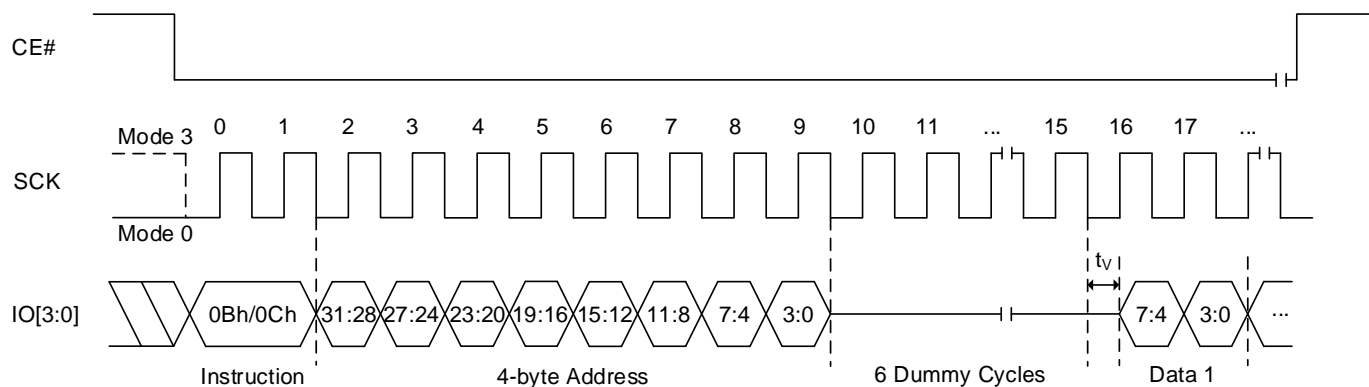 CE#
0 1 2 3 4 5 6 7 8 9 10 11 ... 15 16 17 ...
Mode 3
SCK
Mode 0
tV
IO[3:0] 0Bh/0Ch 31:28 27:24 23:20 19:16 15:12 11:8 7:4 3:0 7:4 3:0 ...
Instruction 4-byte Address 6 Dummy Cycles Data 1